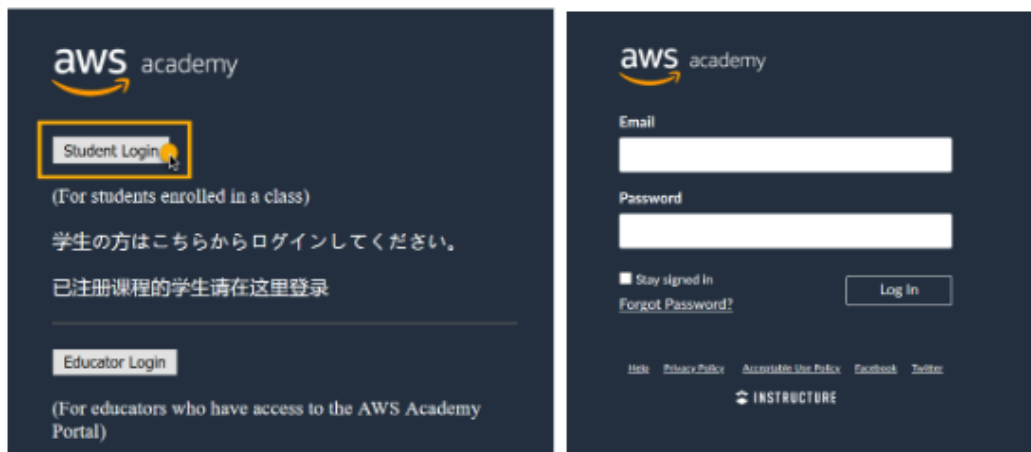 aws academy
Student Login
(For students enrolled in a class)
学生の方はこちらからログインしてください。
已注册课程的学生请在这里登录
Educator Login
(For educators who have access to the AWS Academy
Portal)
aws academy
Email
Password
Stay signed in
Log In
Forgot Password?
Help Privacy Policy Acceptable Use Policy Facebook Twitter
INSTRUCTURE